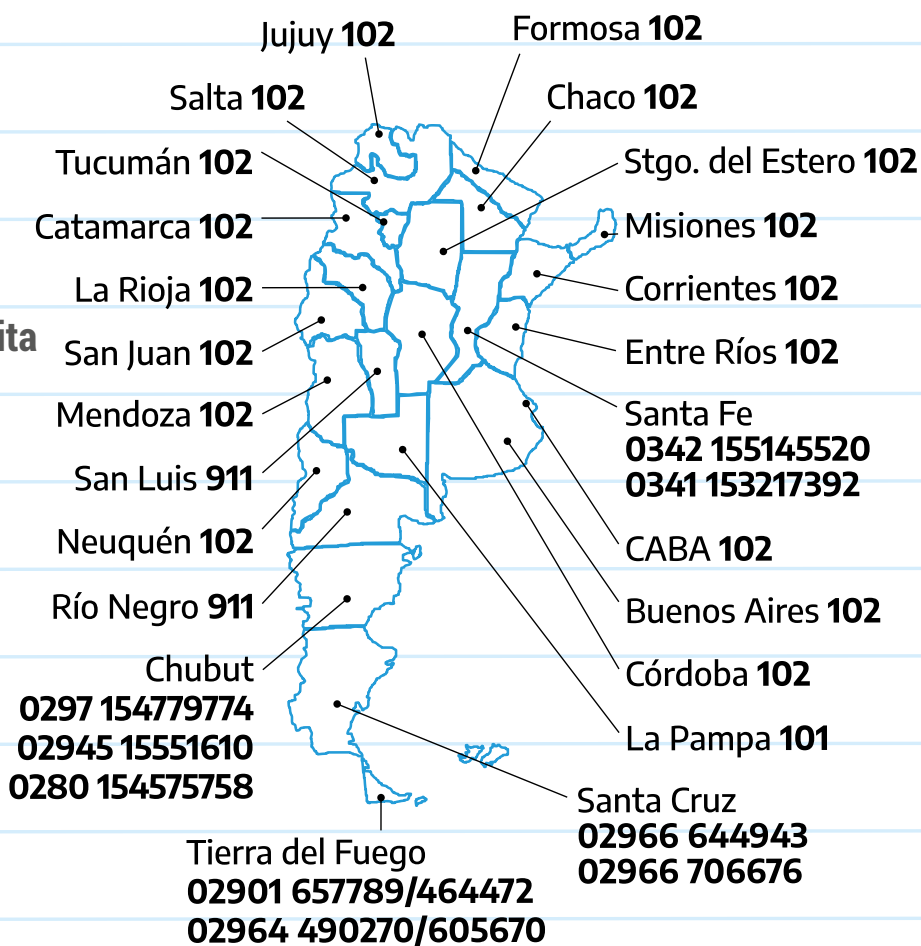 Jujuy 102
Formosa 102
Salta 102
Chaco 102
Tucumán 102
Stgo. del Estero 102
Catamarca 102
Misiones 102
La Rioja 102
Corrientes 102
ita
San Juan 102
Entre Ríos 102
Mendoza 102
Santa Fe
0342 155145520
0341 153217392
San Luis 911
Neuquén 102
CABA 102
Río Negro 911
Buenos Aires 102
Chubut
0297 154779774
02945 15551610
0280 154575758
Córdoba 102
La Pampa 101
Santa Cruz
02966 644943
02966 706676
Tierra del Fuego
02901 657789/464472
02964 490270/605670